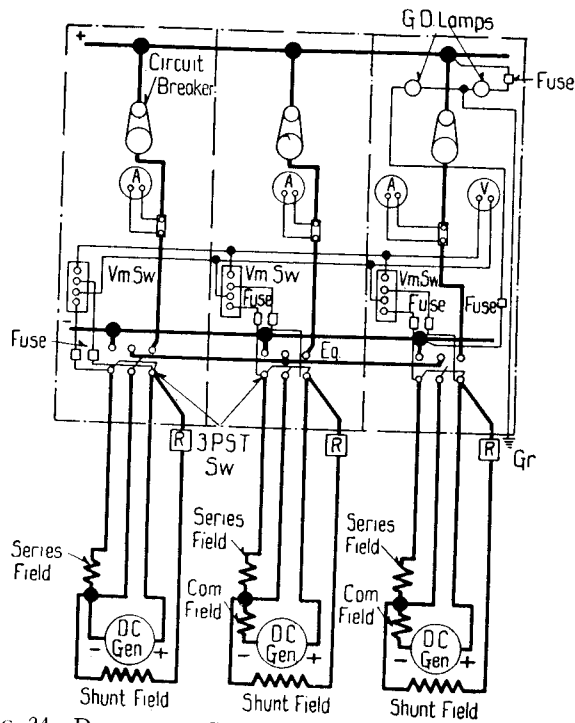 +
G.D. Lamps
Circuit
Breaker
Fuse
A
A
A
V
Vm Sw
Vm Sw
Vm Sw
Fuse
Fuse
Fuse
-
Fuse
Eq.
R
3 PST
Sw
R
R
Gr
Series
Field
Series
Field
Series
Field
Com
Field
Com
Field
DC
Gen
- +
DC
Gen
- +
DC
Gen
- +
Shunt Field
Shunt Field
Shunt Field